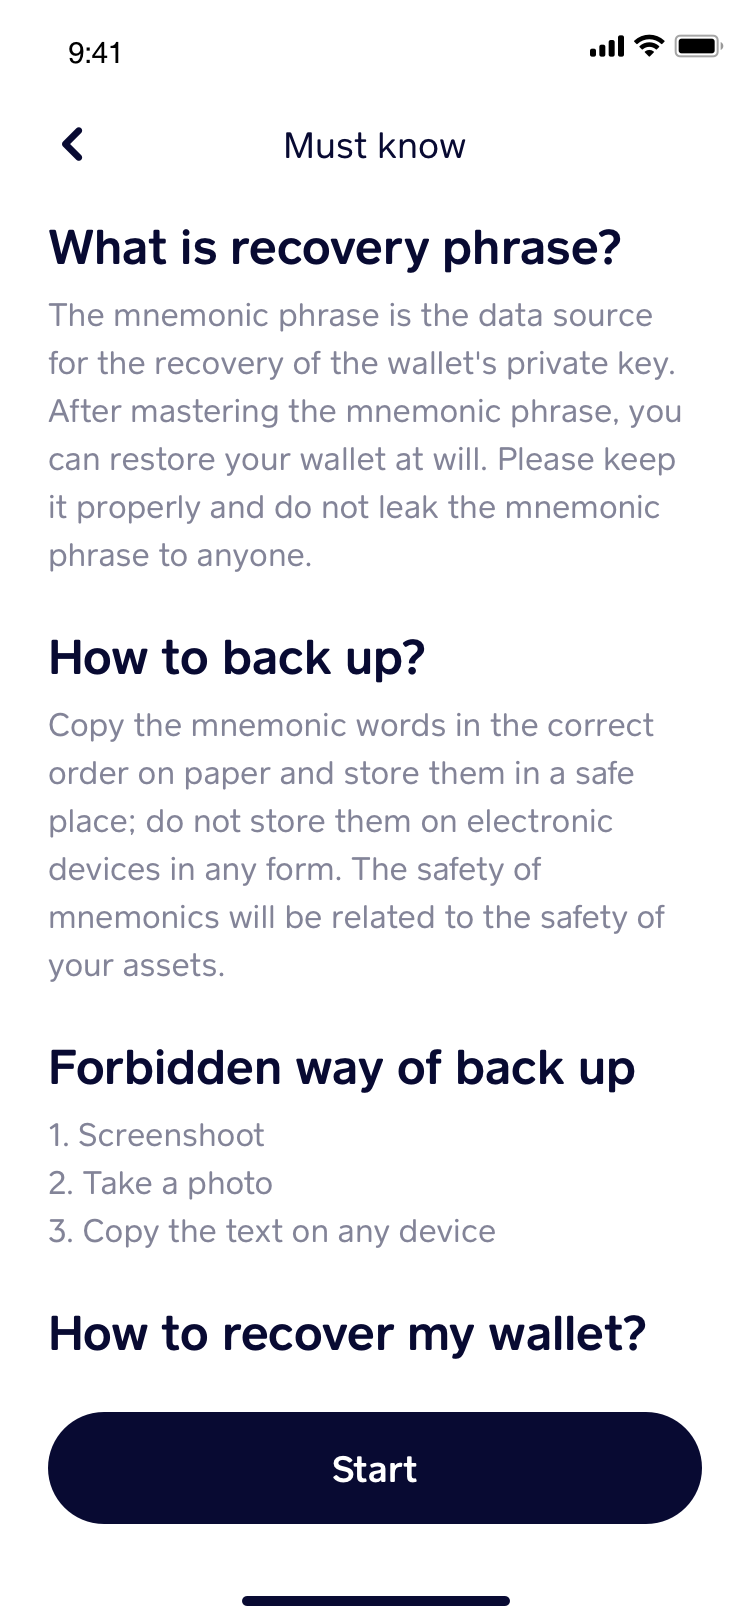 9:41
Must know
What is recovery phrase?
The mnemonic phrase is the data source
for the recovery of the wallet's private key.
After mastering the mnemonic phrase, you
can restore your wallet at will. Please keep
it properly and do not leak the mnemonic
phrase to anyone.
How to back up?
Copy the mnemonic words in the correct
order on paper and store them in a safe
place; do not store them on electronic
devices in any form. The safety of
mnemonics will be related to the safety of
your assets.
Forbidden way of back up
1. Screenshoot
2. Take a photo
3. Copy the text on any device
How to recover my wallet?
Start